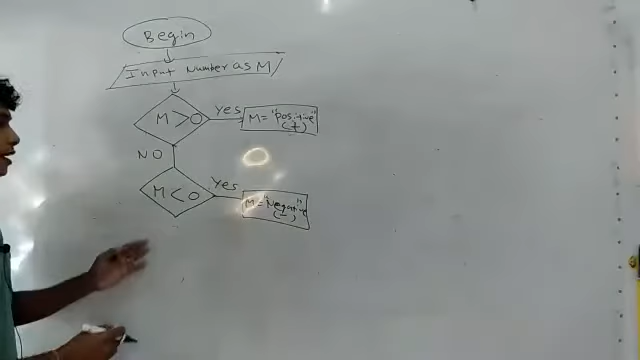 Begin
Input Number as M
M>0
Yes
M="Positive"
(+)
NO
M<0
Yes
M="Negative"
(-)